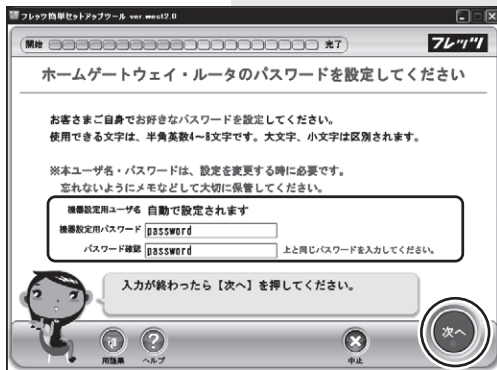 フレッツ簡単セットアップツール ver.west2.0
開始 完了 フレッツ
ホームゲートウェイ・ルータのパスワードを設定してください
お客さまご自身でお好きなパスワードを設定してください。
使用できる文字は、半角英数4～8文字です。大文字、小文字は区別されます。
※本ユーザ名・パスワードは、設定を変更する時に必要です。
忘れないようにメモなどして大切に保管してください。
機器設定用ユーザ名 自動で設定されます
機器設定用パスワード password
パスワード確認 password 上と同じパスワードを入力してください。
入力が終わったら【次へ】を押してください。
次へ
用語集 ヘルプ 中止